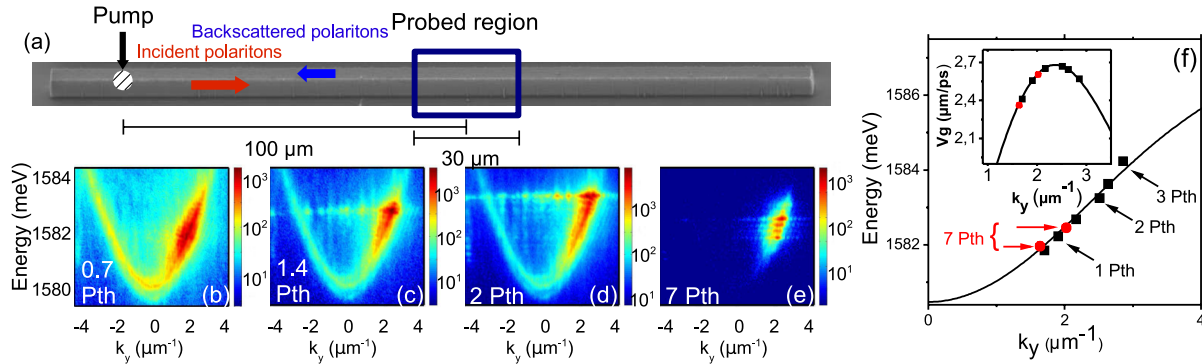 (a)
Pump
Backscattered polaritons
Incident polaritons
Probed region
100 µm
30 µm
Energy (meV)
1584
1582
1580
0.7
Pth
(b)
10³
10²
10¹
1.4
Pth
(c)
10³
10²
10¹
2 Pth
(d)
10³
10²
10¹
7 Pth
(e)
10³
10²
10¹
-4 -2 0 2 4
-4 -2 0 2 4
-4 -2 0 2 4
-4 -2 0 2 4
k_y (µm⁻¹)
k_y (µm⁻¹)
k_y (µm⁻¹)
k_y (µm⁻¹)
(f)
Energy (meV)
1586
1584
1582
Vg (µm/ps)
2,7
2,4
2,1
1 2 3
k_y (µm⁻¹)
3 Pth
2 Pth
7 Pth {
1 Pth
0 1 2 3 4
k_y (µm⁻¹)